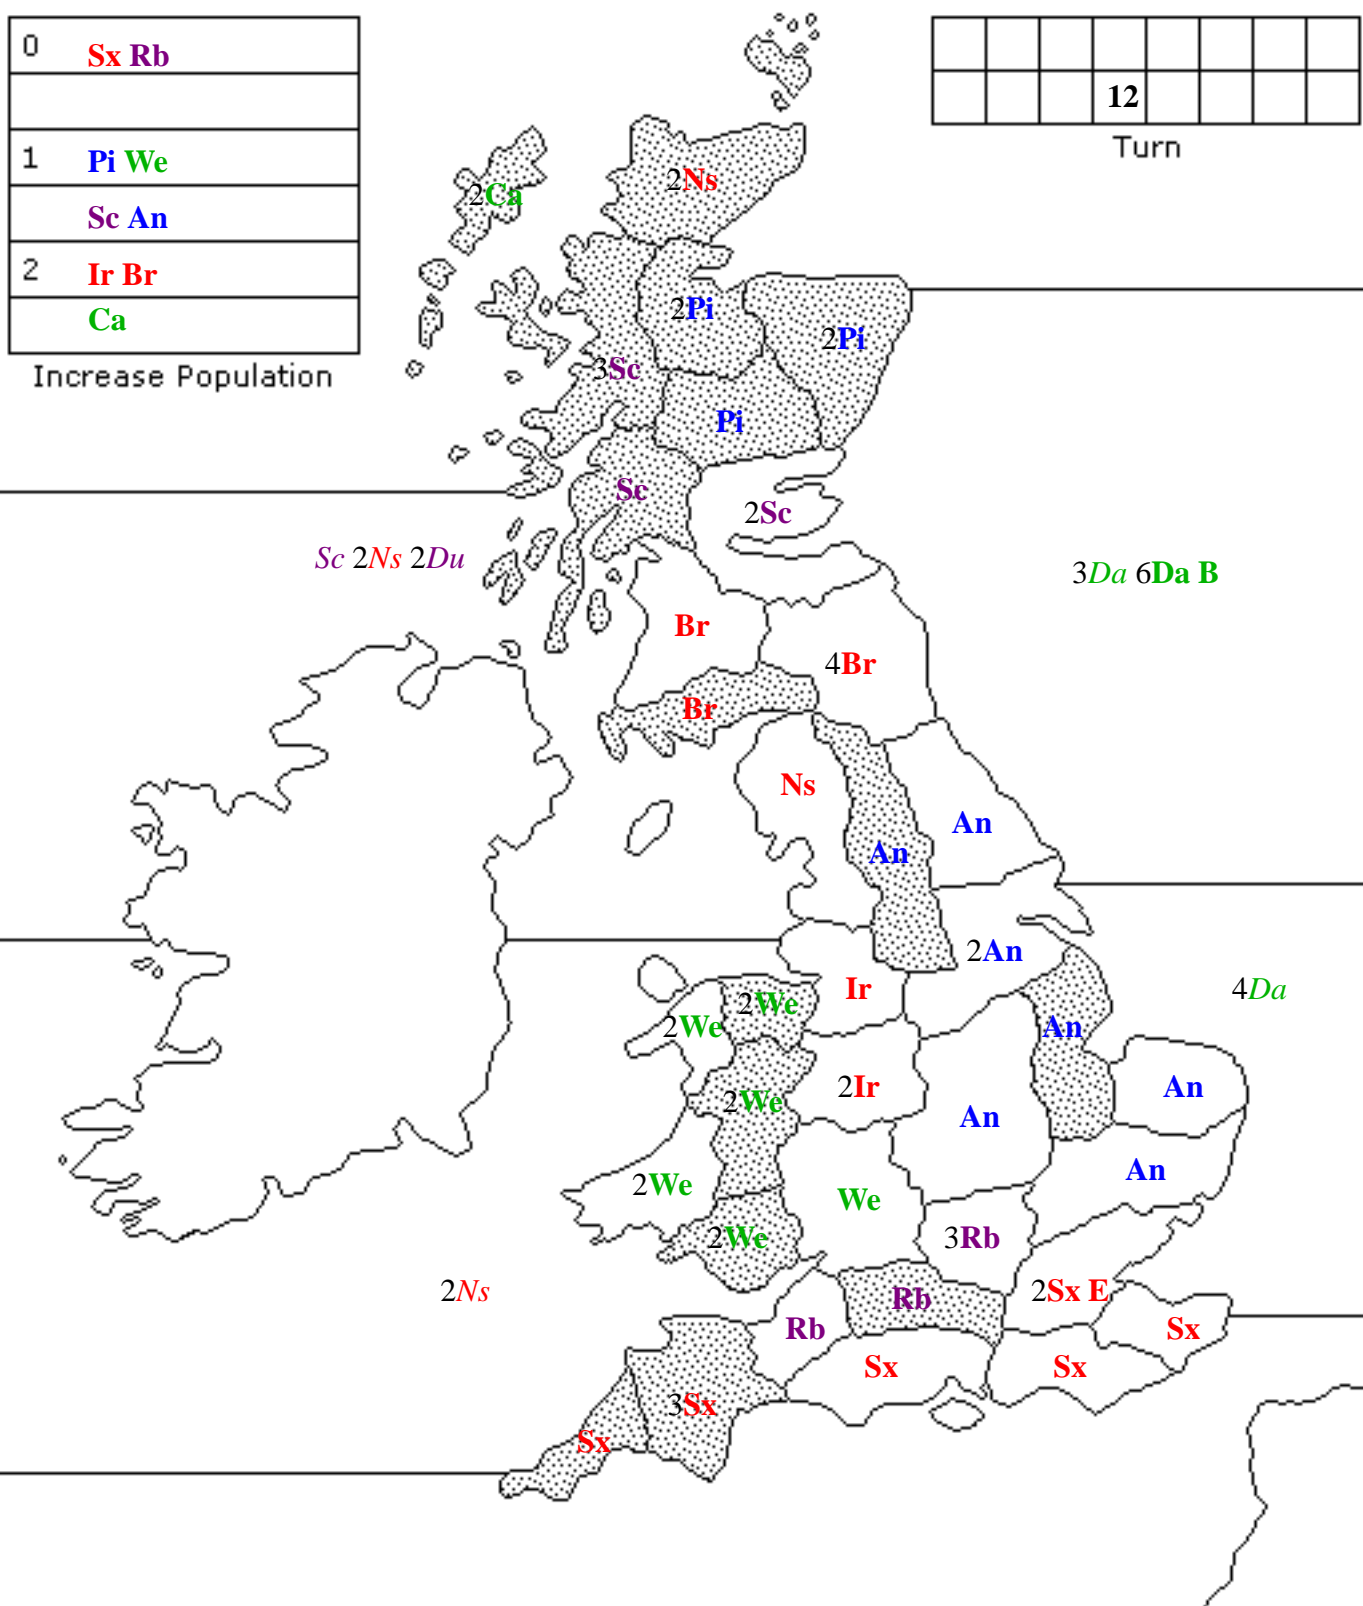 0 Sx Rb
1 Pi We
Sc An
2 Ir Br
Ca
Increase Population
12
Turn
2Ns
2Ca
2Pi
2Pi
3Sc
Pi
Sc
2Sc
Sc 2Ns 2Du
3Da 6Da B
Br
4Br
Br
Ns
An
An
2An
Ir
4Da
2We
2We
An
2Ir
An
2We
An
An
2We
We
2We
3Rb
2Ns
2Sx E
Rb
Rb
Sx
Sx
Sx
3Sx
Sx